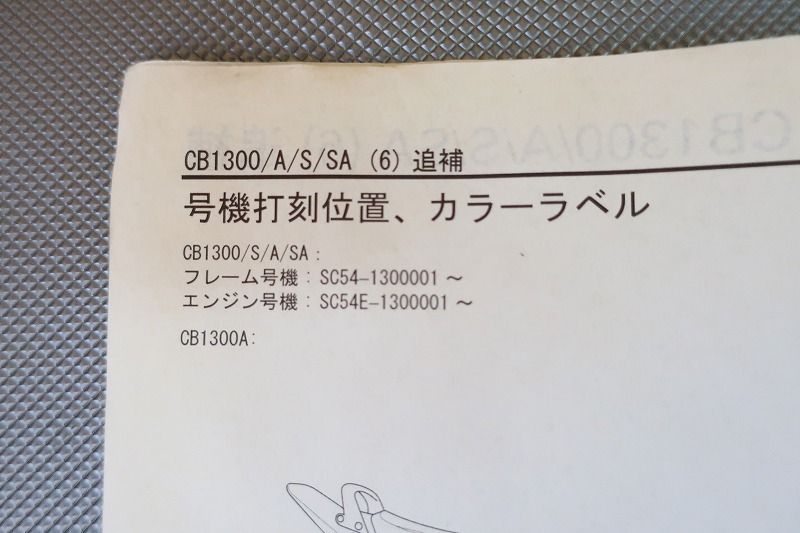 CB1300/A/S/SA (6) 追補
号機打刻位置、カラーラベル
CB1300/S/A/SA:
フレーム号機: SC54-1300001 ~
エンジン号機: SC54E-1300001 ~
CB1300A: